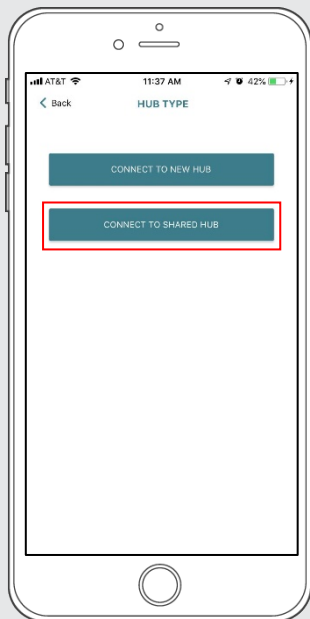 AT&T 11:37 AM 42%
Back HUB TYPE
CONNECT TO NEW HUB
CONNECT TO SHARED HUB